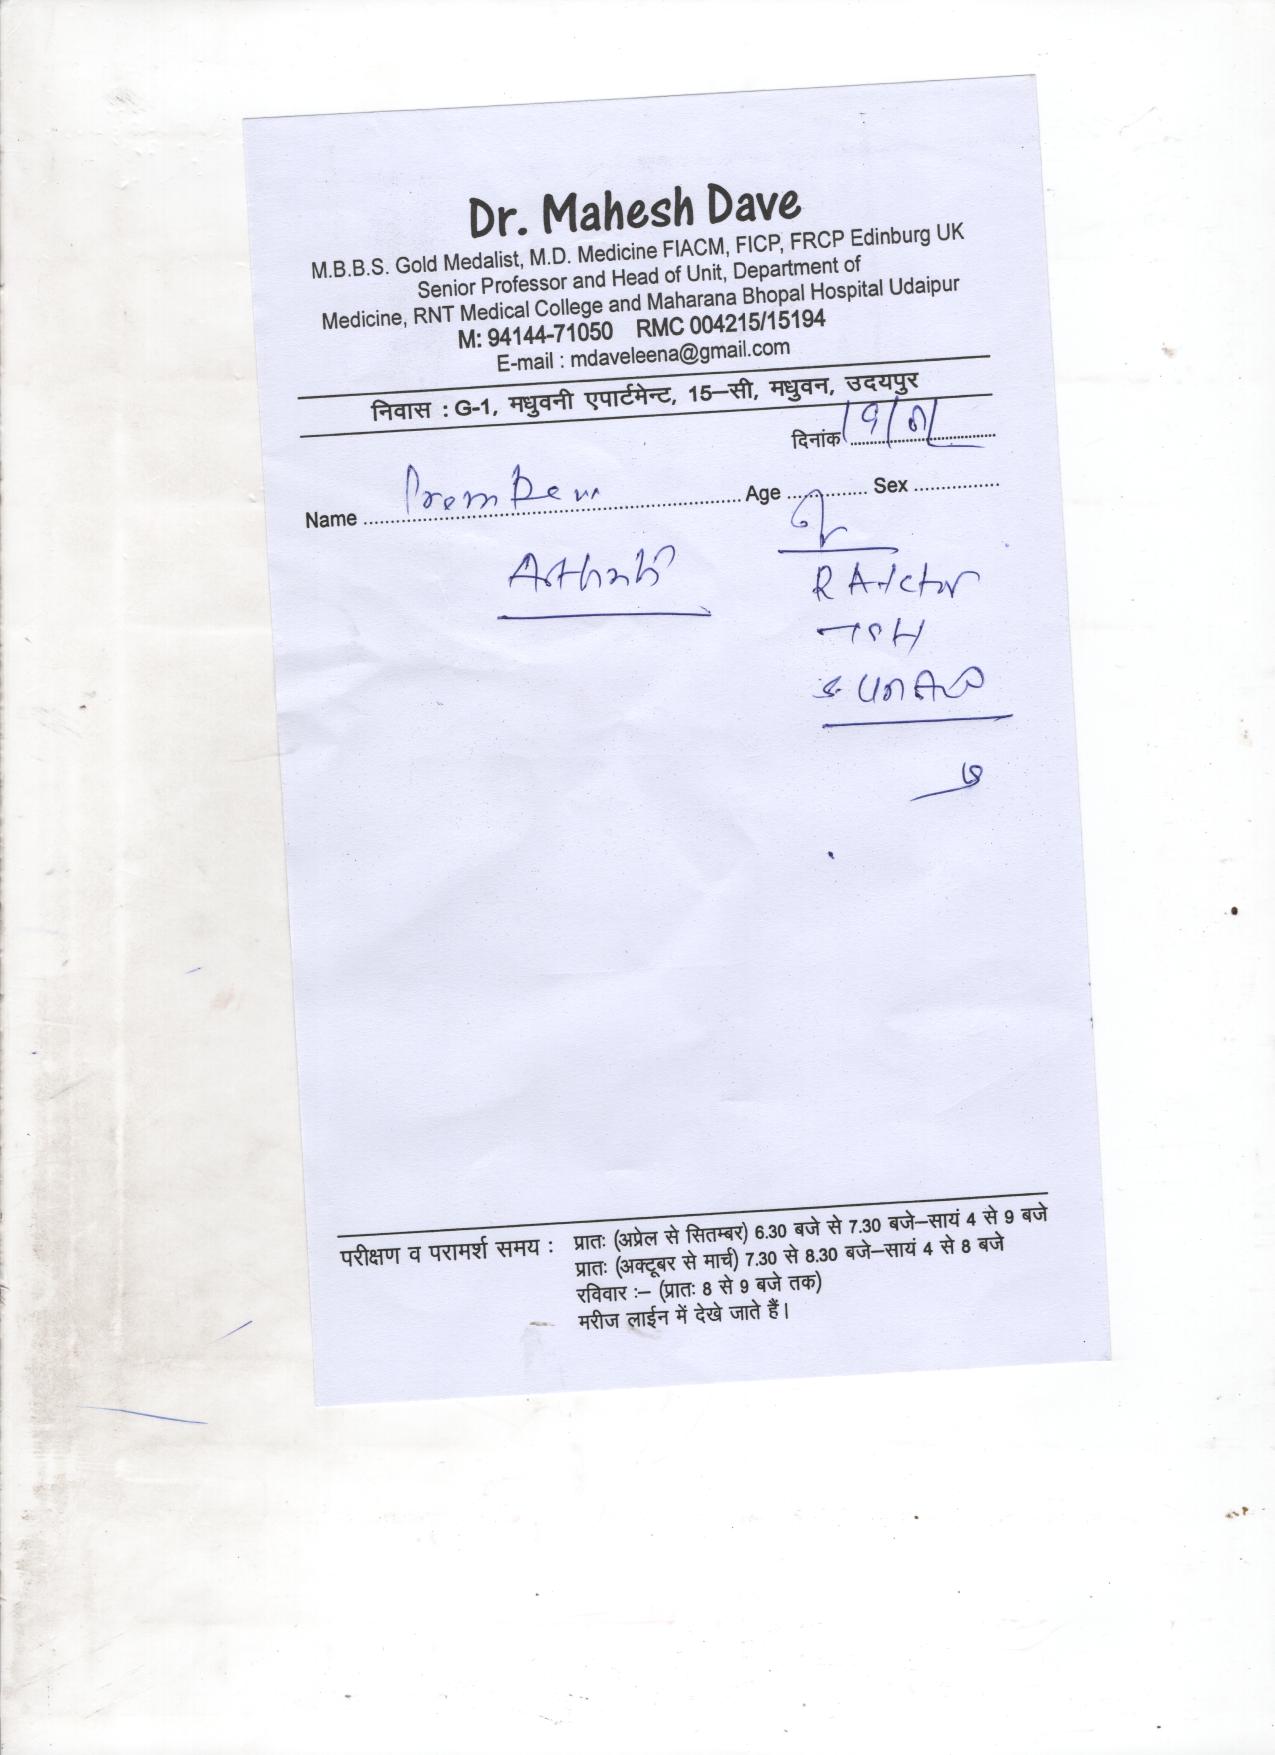 Dr. Mahesh Dave
M.B.B.S. Gold Medalist, M.D. Medicine FIACM, FICP, FRCP Edinburg UK
Senior Professor and Head of Unit, Department of
Medicine, RNT Medical College and Maharana Bhopal Hospital Udaipur
M: 94144-71050 RMC 004215/15194
E-mail : mdaveleena@gmail.com
निवास : G-1, मधुवनी एपार्टमेन्ट, 15–सी, मधुवन, उदयपुर
दिनांक
Name Prem Age Sex
RA
TSH
परीक्षण व परामर्श समय : प्रातः (अप्रेल से सितम्बर) 6.30 बजे से 7.30 बजे–सायं 4 से 9 बजे
प्रातः (अक्टूबर से मार्च) 7.30 से 8.30 बजे–सायं 4 से 8 बजे
रविवार :– (प्रातः 8 से 9 बजे तक)
मरीज लाईन में देखे जाते हैं।